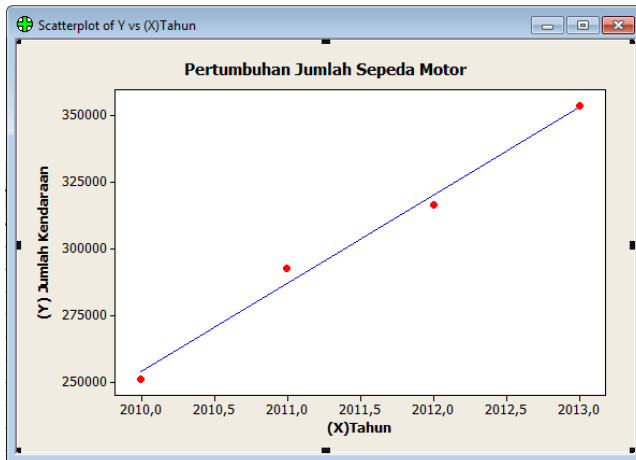 Scatterplot of Y vs (X)Tahun
Pertumbuhan Jumlah Sepeda Motor
(Y) Jumlah Kendaraan
350000
325000
300000
275000
250000
2010,0 2010,5 2011,0 2011,5 2012,0 2012,5 2013,0
(X)Tahun